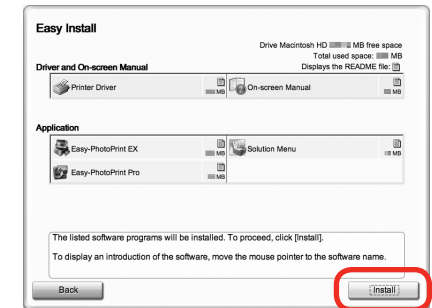 Easy Install
Drive Macintosh HD MB free space
Total used space: MB
Driver and On-screen Manual Displays the README file:
Printer Driver MB On-screen Manual MB
Application
Easy-PhotoPrint EX MB Solution Menu MB
Easy-PhotoPrint Pro MB
The listed software programs will be installed. To proceed, click [Install].
To display an introduction of the software, move the mouse pointer to the software name.
Back Install